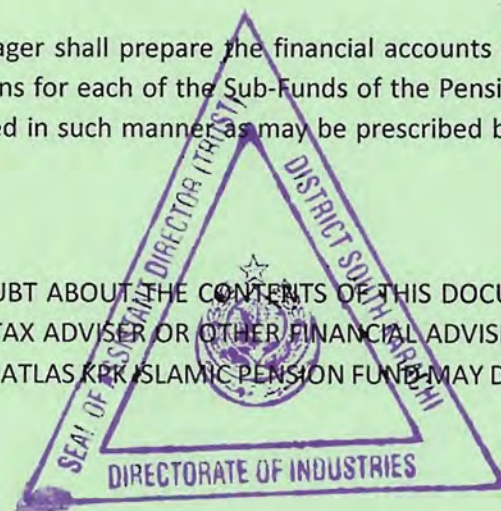 ager shall prepare the financial accounts
ns for each of the Sub-Funds of the Pensi
ed in such manner as may be prescribed b
UBT ABOUT THE CONTENTS OF THIS DOCU
TAX ADVISER OR OTHER FINANCIAL ADVISE
ATLAS KPK ISLAMIC PENSION FUND MAY D
SEAL OF ASSISTANT DIRECTOR (TRUST)
DISTRICT SOUTH KARACHI
DIRECTORATE OF INDUSTRIES